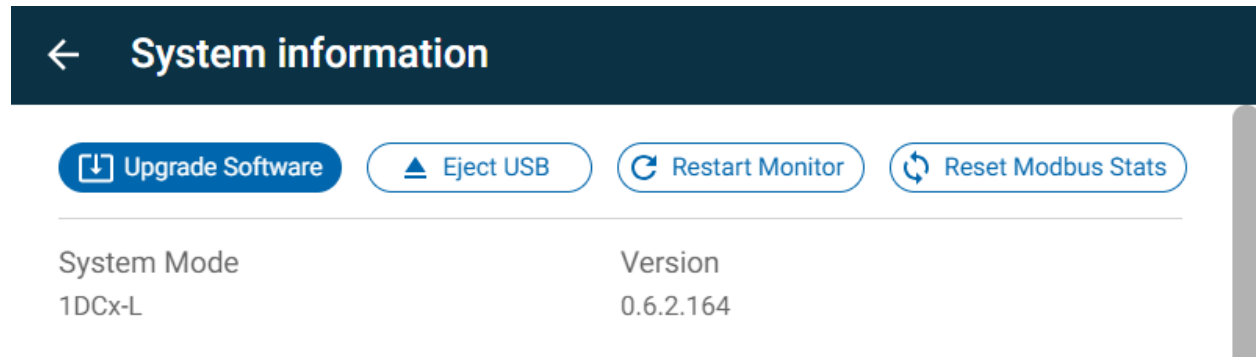 System information
Upgrade Software Eject USB Restart Monitor Reset Modbus Stats
System Mode Version
1DCx-L 0.6.2.164